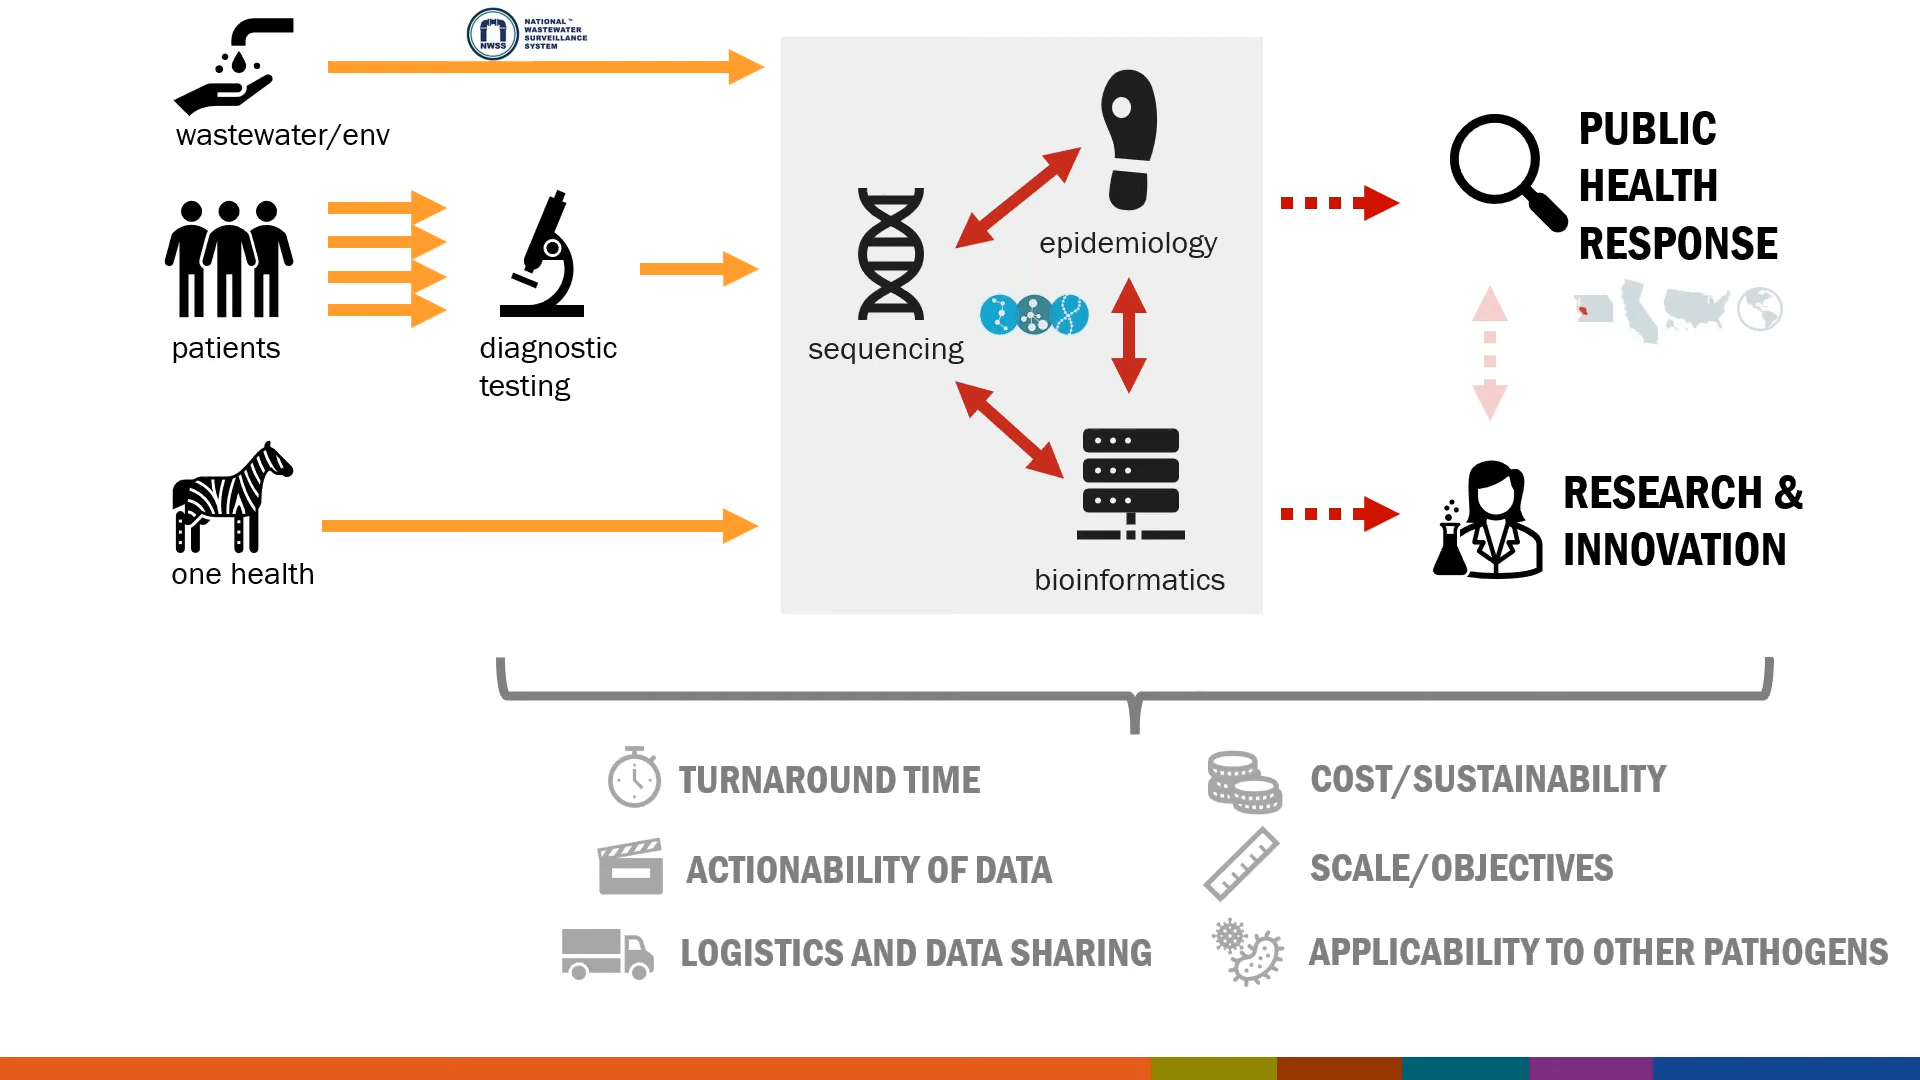 NATIONAL™
WASTEWATER
SURVEILLANCE
SYSTEM
NWSS
wastewater/env
patients
diagnostic
testing
one health
sequencing
epidemiology
bioinformatics
PUBLIC
HEALTH
RESPONSE
RESEARCH &
INNOVATION
TURNAROUND TIME
ACTIONABILITY OF DATA
LOGISTICS AND DATA SHARING
COST/SUSTAINABILITY
SCALE/OBJECTIVES
APPLICABILITY TO OTHER PATHOGENS